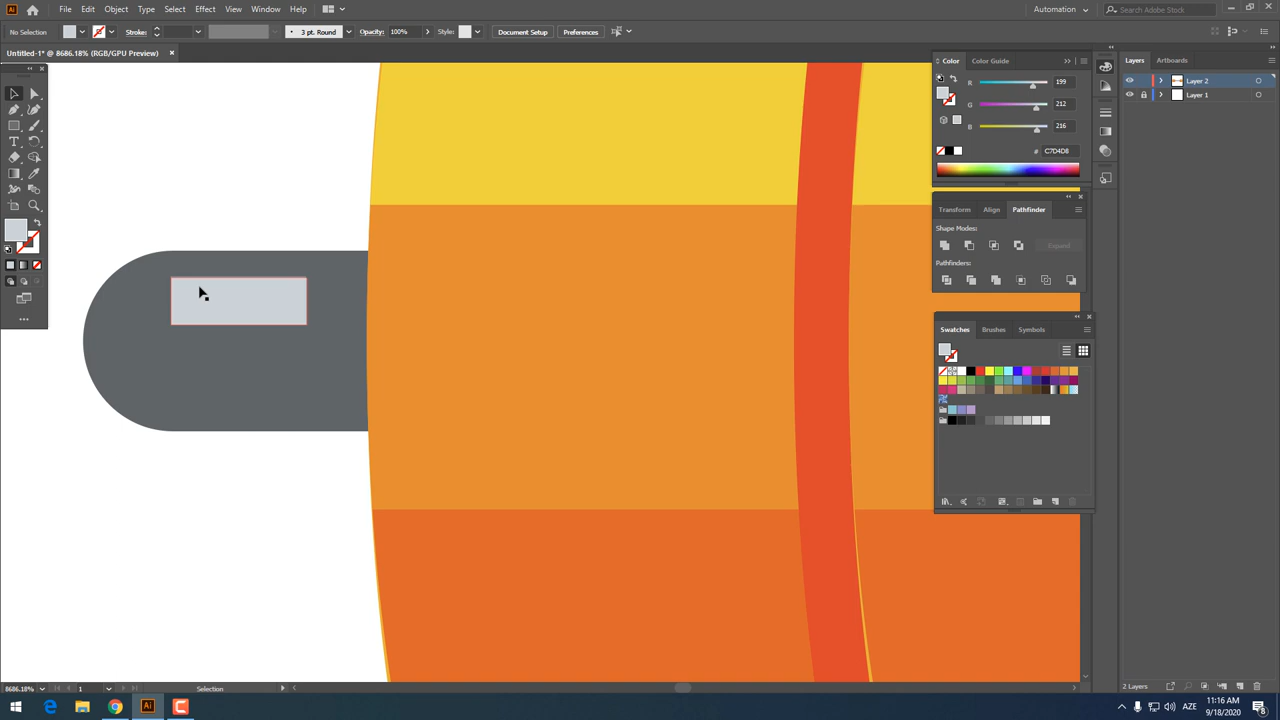 Ai File Edit Object Type Select Effect View Window Help Automation Search Adobe Stock
No Selection Stroke: 3 pt. Round Opacity: 100% Style: Document Setup Preferences
Untitled-1* @ 8686.18% (RGB/GPU Preview)
Color Color Guide
R 199
G 212
B 216
# C7D4D8
Transform Align Pathfinder
Shape Modes:
Expand
Pathfinders:
Swatches Brushes Symbols
Layers Artboards
Layer 2
Layer 1
8686.18% 1 Selection 2 Layers
Ai AZE 11:16 AM
9/18/2020